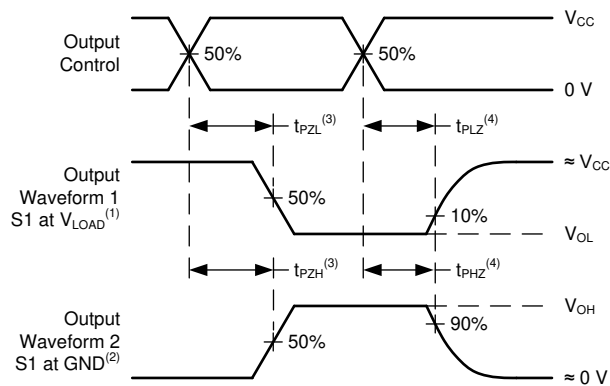 Output
Control
50%
50%
V_CC
0 V
t_PZL^(3)
t_PLZ^(4)
Output
Waveform 1
S1 at V_LOAD^(1)
50%
10%
≈ V_CC
V_OL
t_PZH^(3)
t_PHZ^(4)
Output
Waveform 2
S1 at GND^(2)
50%
90%
V_OH
≈ 0 V